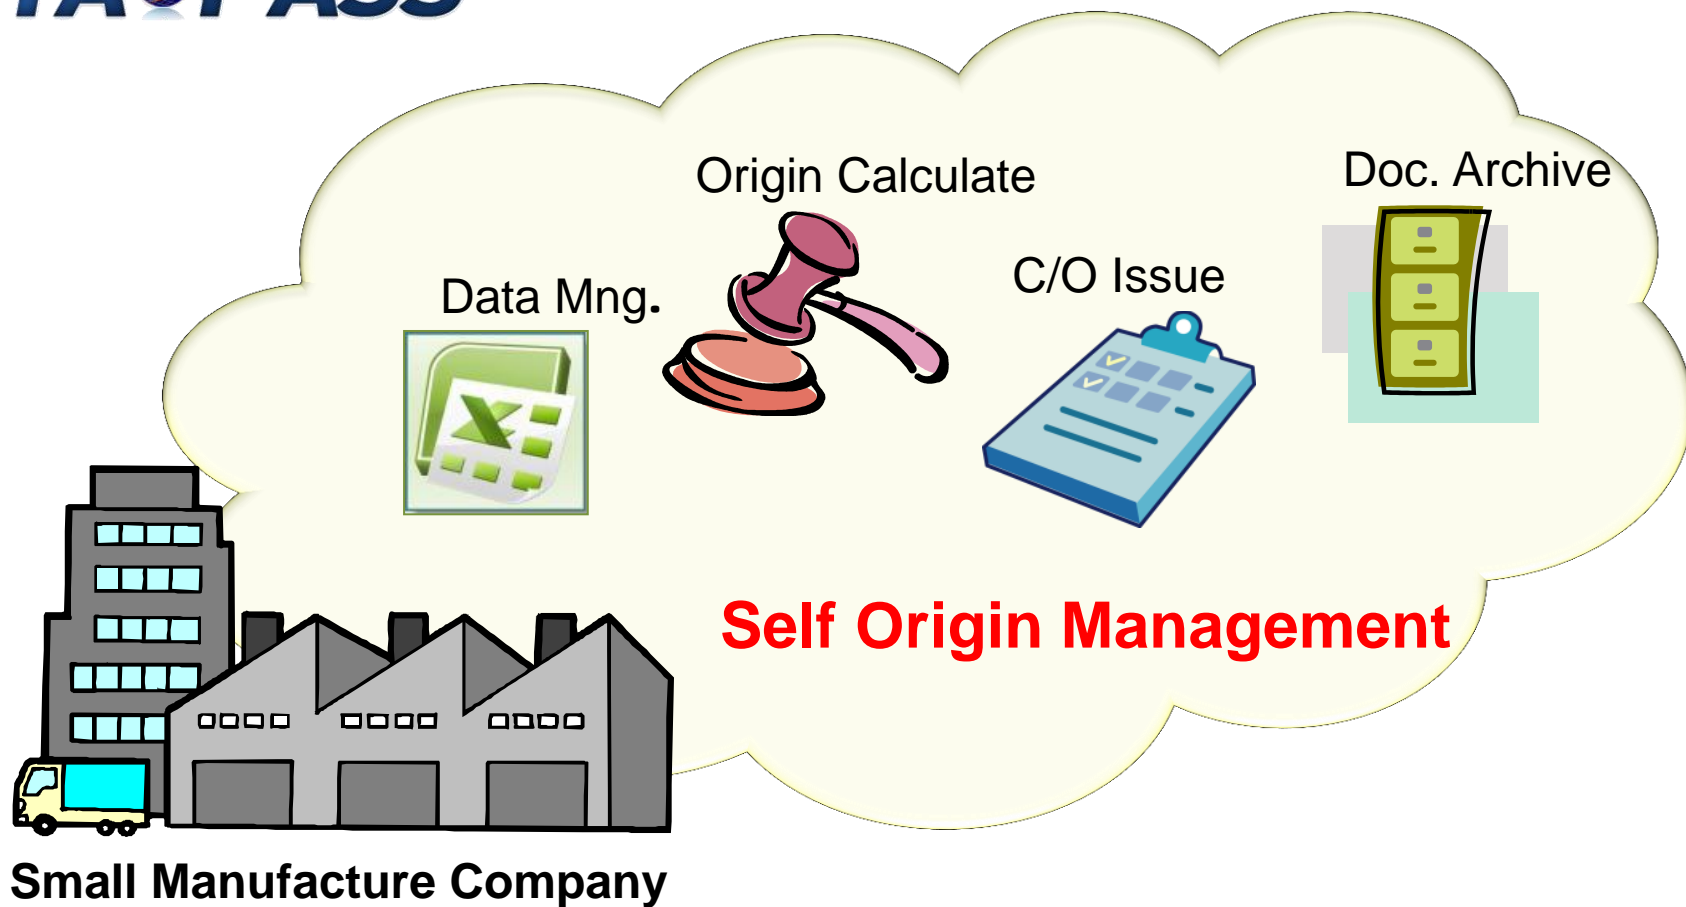 Origin Calculate
Doc. Archive
C/O Issue
Data Mng.
Self Origin Management
Small Manufacture Company